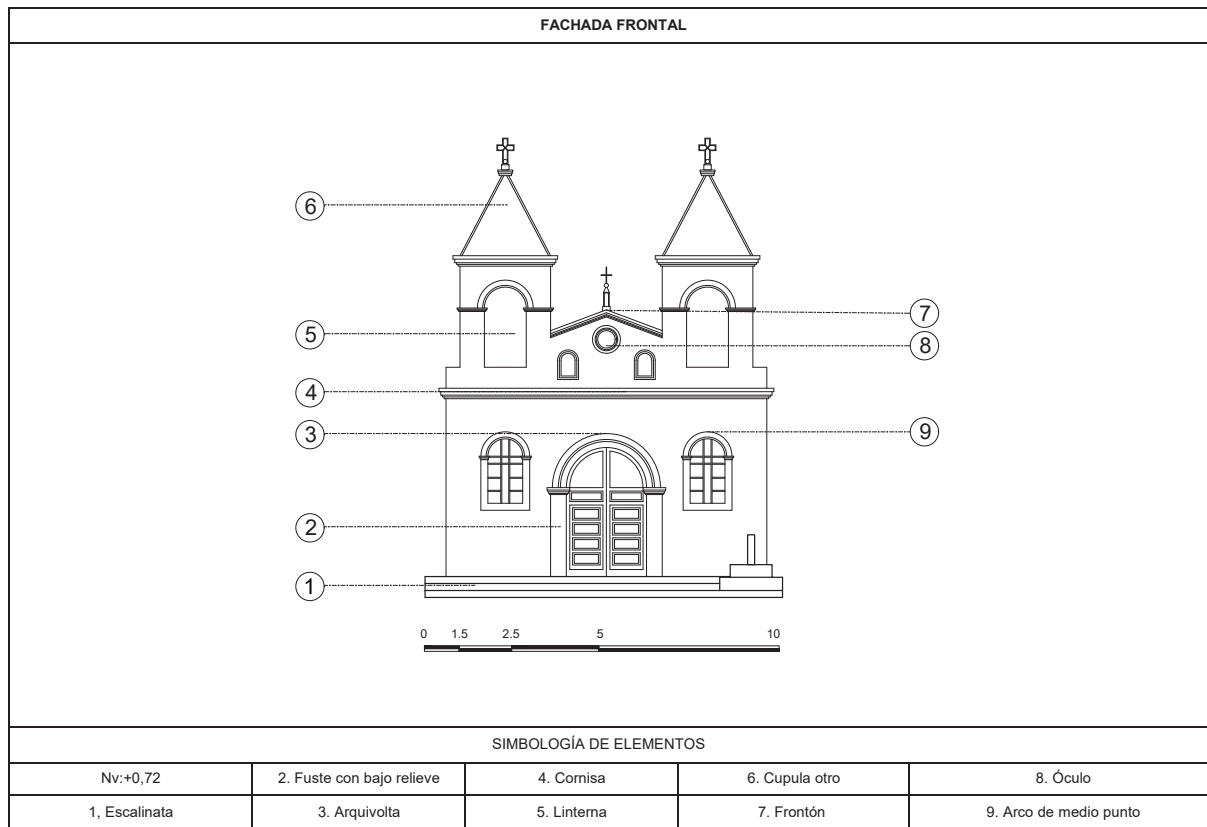 FACHADA FRONTAL
6
7
5
8
4
3
9
2
1
0 1.5 2.5 5 10
SIMBOLOGÍA DE ELEMENTOS
Nv:+0,72 2. Fuste con bajo relieve 4. Cornisa 6. Cupula otro 8. Óculo
1, Escalinata 3. Arquivolta 5. Linterna 7. Frontón 9. Arco de medio punto